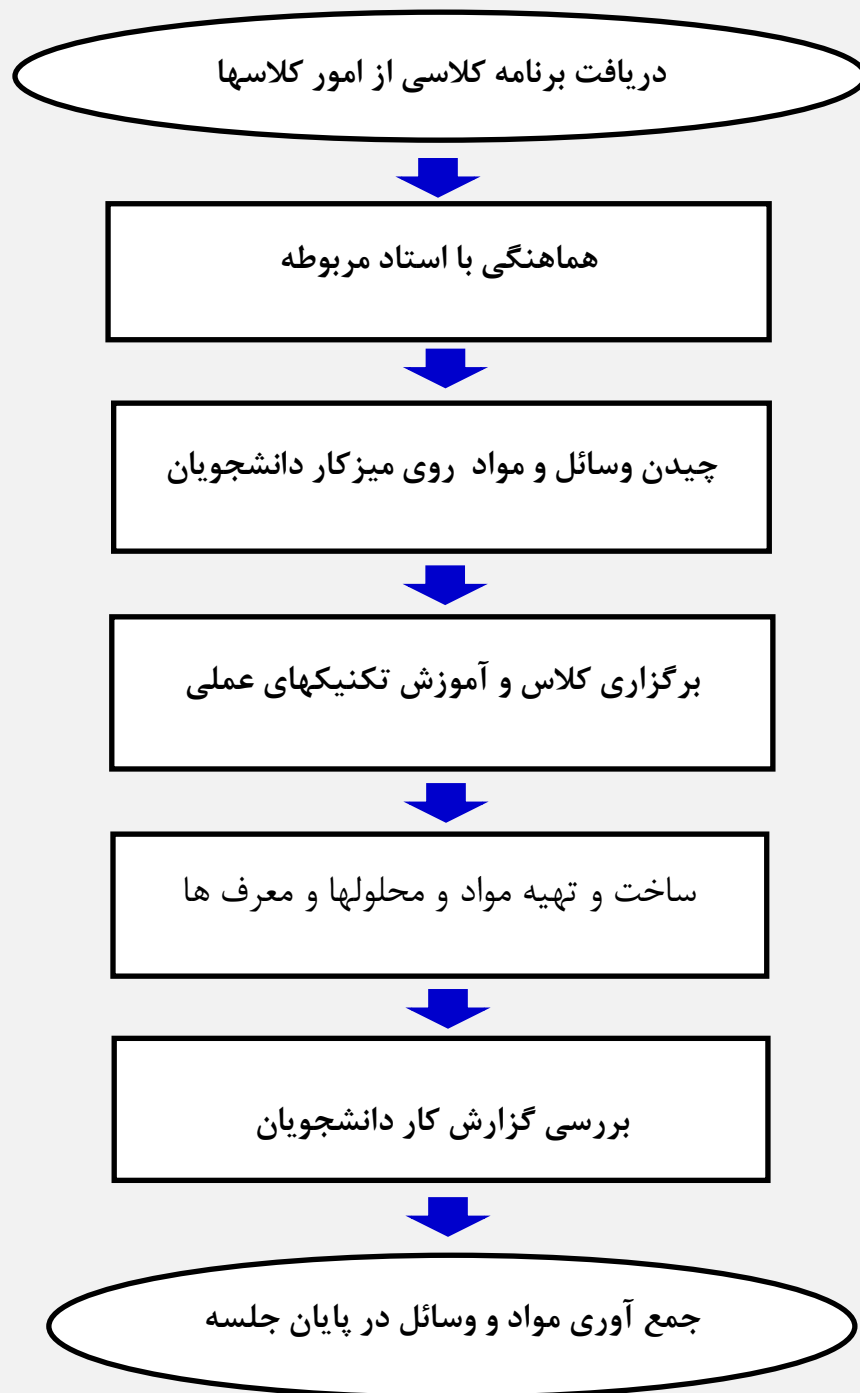 دریافت برنامه کلاسی از امور کلاسها
هماهنگی با استاد مربوطه
چیدن وسائل و مواد روی میزکار دانشجویان
برگزاری کلاس و آموزش تکنیکهای عملی
ساخت و تهیه مواد و محلولها و معرف ها
بررسی گزارش کار دانشجویان
جمع آوری مواد و وسائل در پایان جلسه